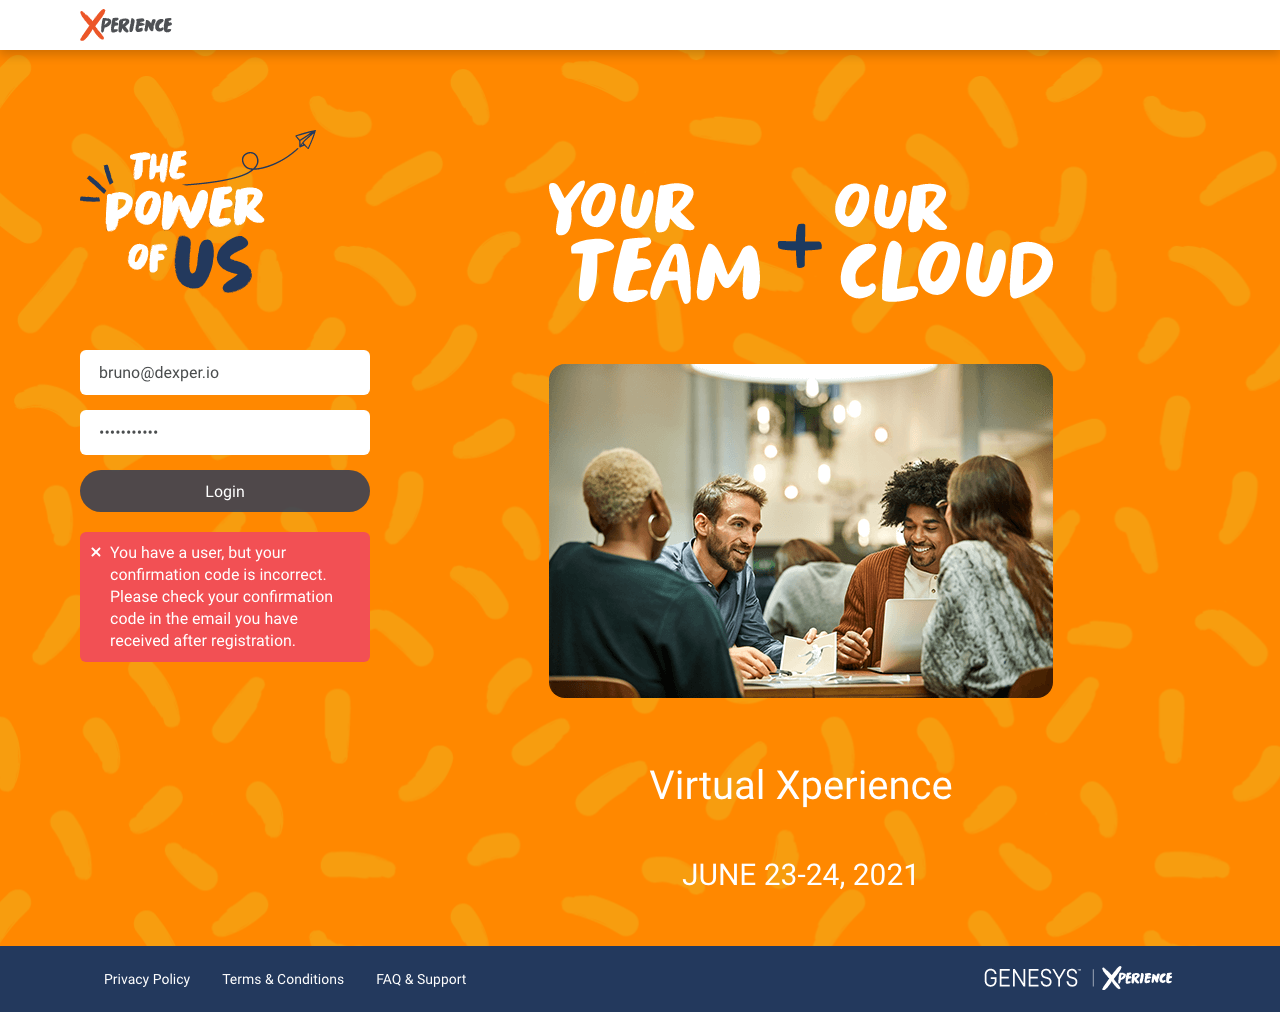 XPERIENCE
THE
POWER
OF US
YOUR
TEAM
+
OUR
CLOUD
bruno@dexper.io
•••••••••••
Login
× You have a user, but your
confirmation code is incorrect.
Please check your confirmation
code in the email you have
received after registration.
Virtual Xperience
JUNE 23-24, 2021
Privacy Policy
Terms & Conditions
FAQ & Support
GENESYS™ | XPERIENCE